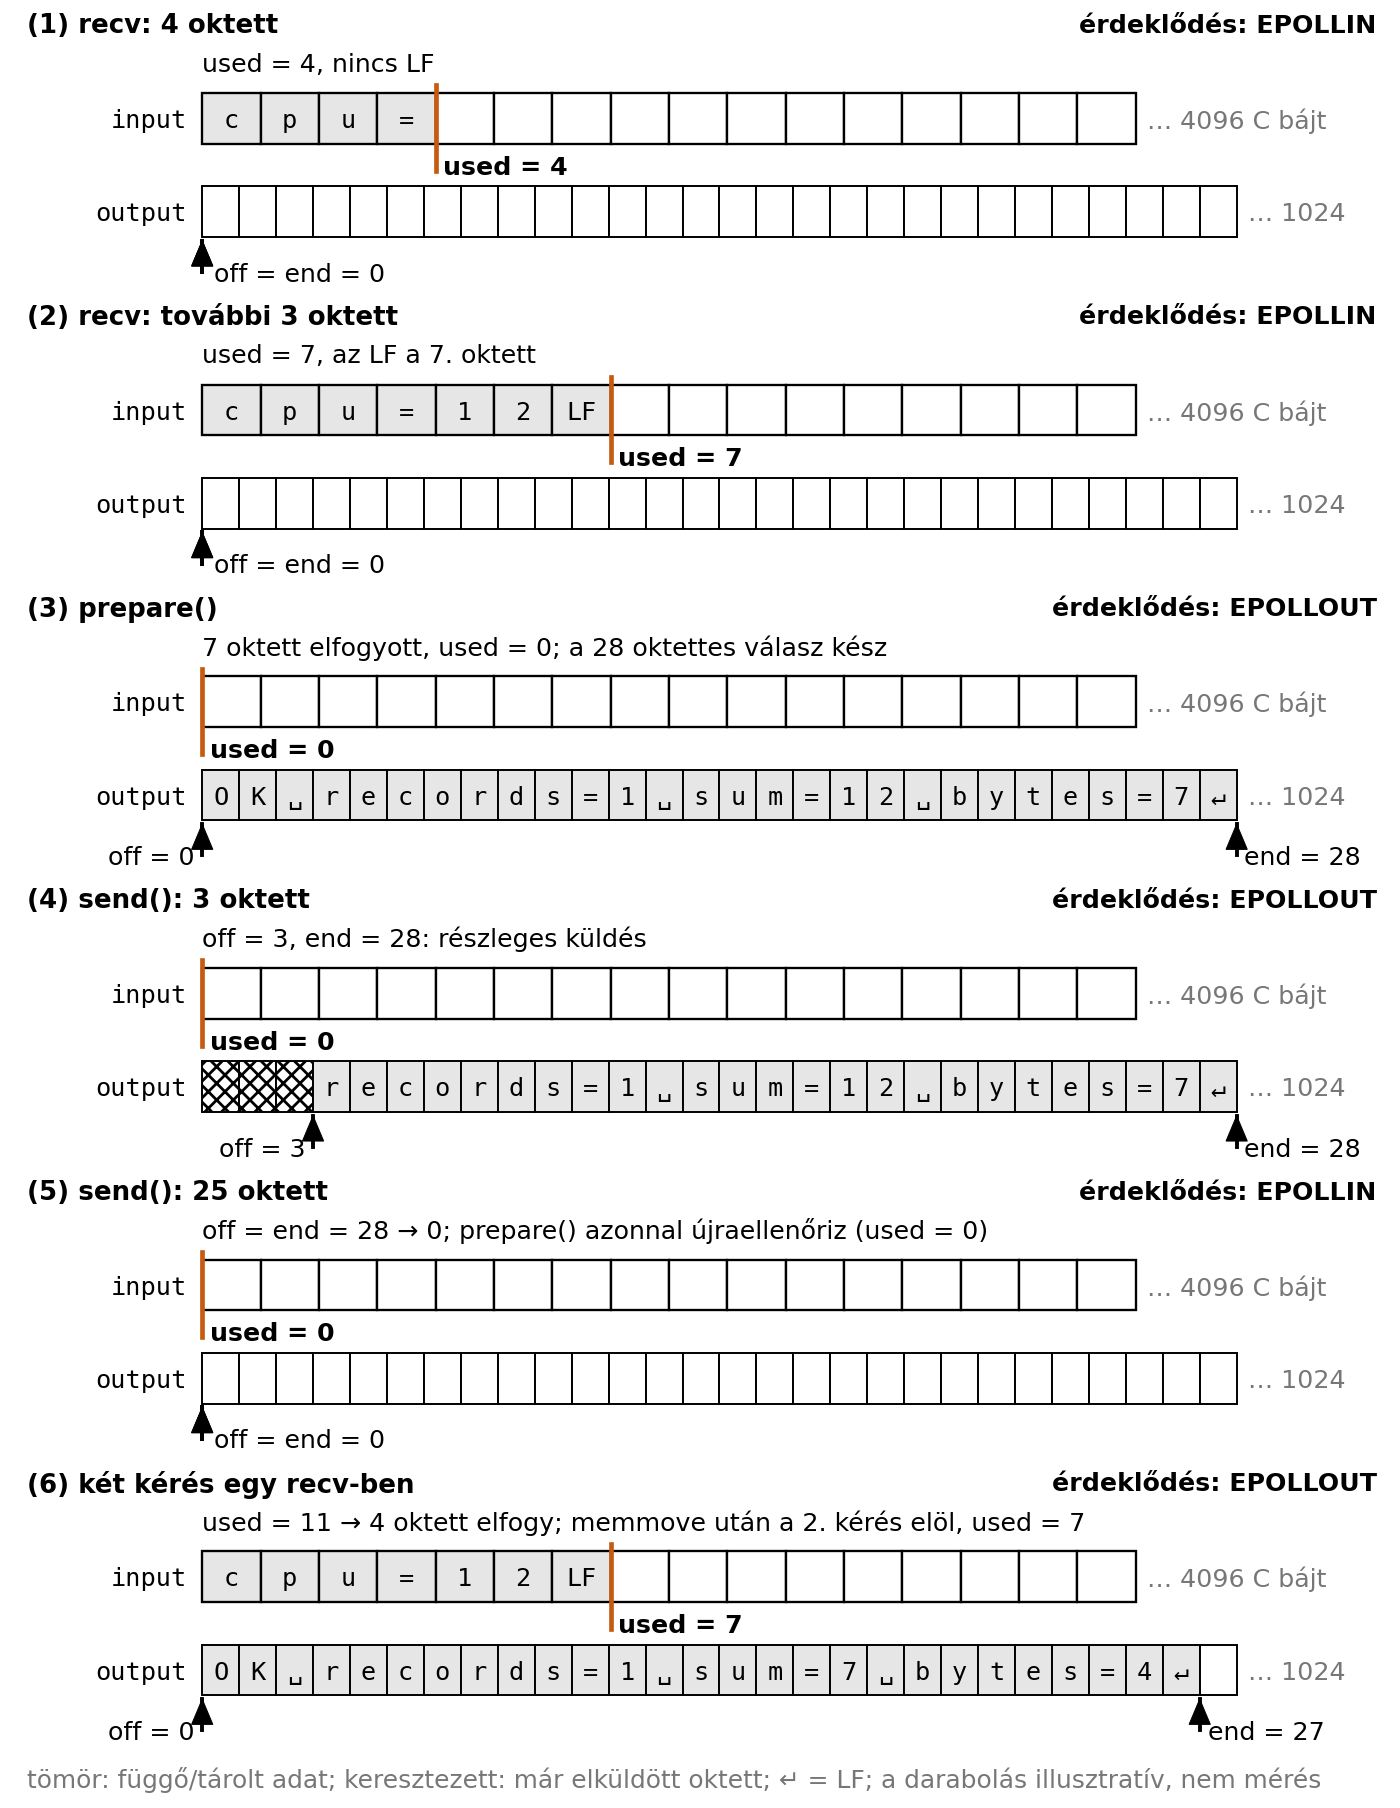 (1) recv: 4 oktett érdeklődés: EPOLLIN
used = 4, nincs LF
input c p u = … 4096 C bájt
used = 4
output … 1024
off = end = 0
(2) recv: további 3 oktett érdeklődés: EPOLLIN
used = 7, az LF a 7. oktett
input c p u = 1 2 LF … 4096 C bájt
used = 7
output … 1024
off = end = 0
(3) prepare() érdeklődés: EPOLLOUT
7 oktett elfogyott, used = 0; a 28 oktettes válasz kész
input … 4096 C bájt
used = 0
output O K ␣ r e c o r d s = 1 ␣ s u m = 1 2 ␣ b y t e s = 7 ↵ … 1024
off = 0 end = 28
(4) send(): 3 oktett érdeklődés: EPOLLOUT
off = 3, end = 28: részleges küldés
input … 4096 C bájt
used = 0
output r e c o r d s = 1 ␣ s u m = 1 2 ␣ b y t e s = 7 ↵ … 1024
off = 3 end = 28
(5) send(): 25 oktett érdeklődés: EPOLLIN
off = end = 28 → 0; prepare() azonnal újraellenőriz (used = 0)
input … 4096 C bájt
used = 0
output … 1024
off = end = 0
(6) két kérés egy recv-ben érdeklődés: EPOLLOUT
used = 11 → 4 oktett elfogy; memmove után a 2. kérés elöl, used = 7
input c p u = 1 2 LF … 4096 C bájt
used = 7
output O K ␣ r e c o r d s = 1 ␣ s u m = 7 ␣ b y t e s = 4 ↵ … 1024
off = 0 end = 27
tömör: függő/tárolt adat; keresztezett: már elküldött oktett; ↵ = LF; a darabolás illusztratív, nem mérés